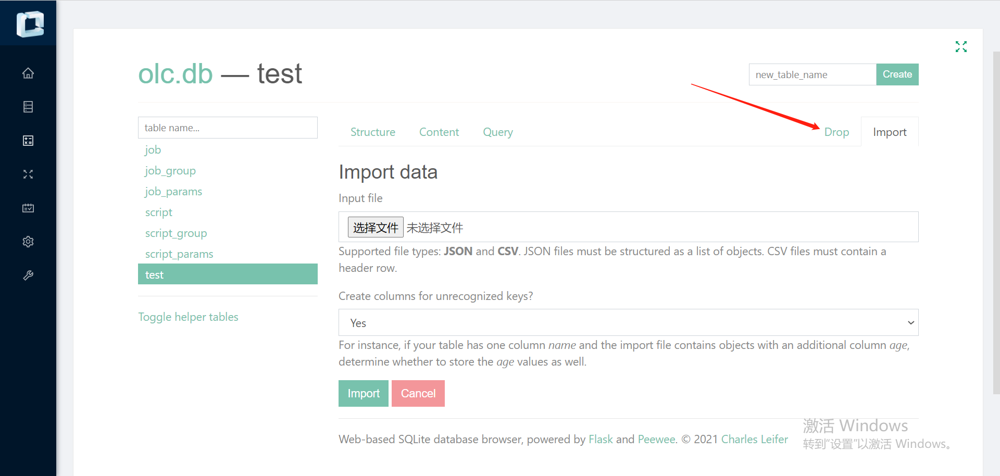 olc.db — test
new_table_name
Create
table name...
job
job_group
job_params
script
script_group
script_params
test
Toggle helper tables
Structure
Content
Query
Drop
Import
Import data
Input file
选择文件 未选择文件
Supported file types: JSON and CSV. JSON files must be structured as a list of objects. CSV files must contain a
header row.
Create columns for unrecognized keys?
Yes
For instance, if your table has one column name and the import file contains objects with an additional column age,
determine whether to store the age values as well.
Import
Cancel
Web-based SQLite database browser, powered by Flask and Peewee. © 2021 Charles Leifer
激活 Windows
转到“设置”以激活 Windows。